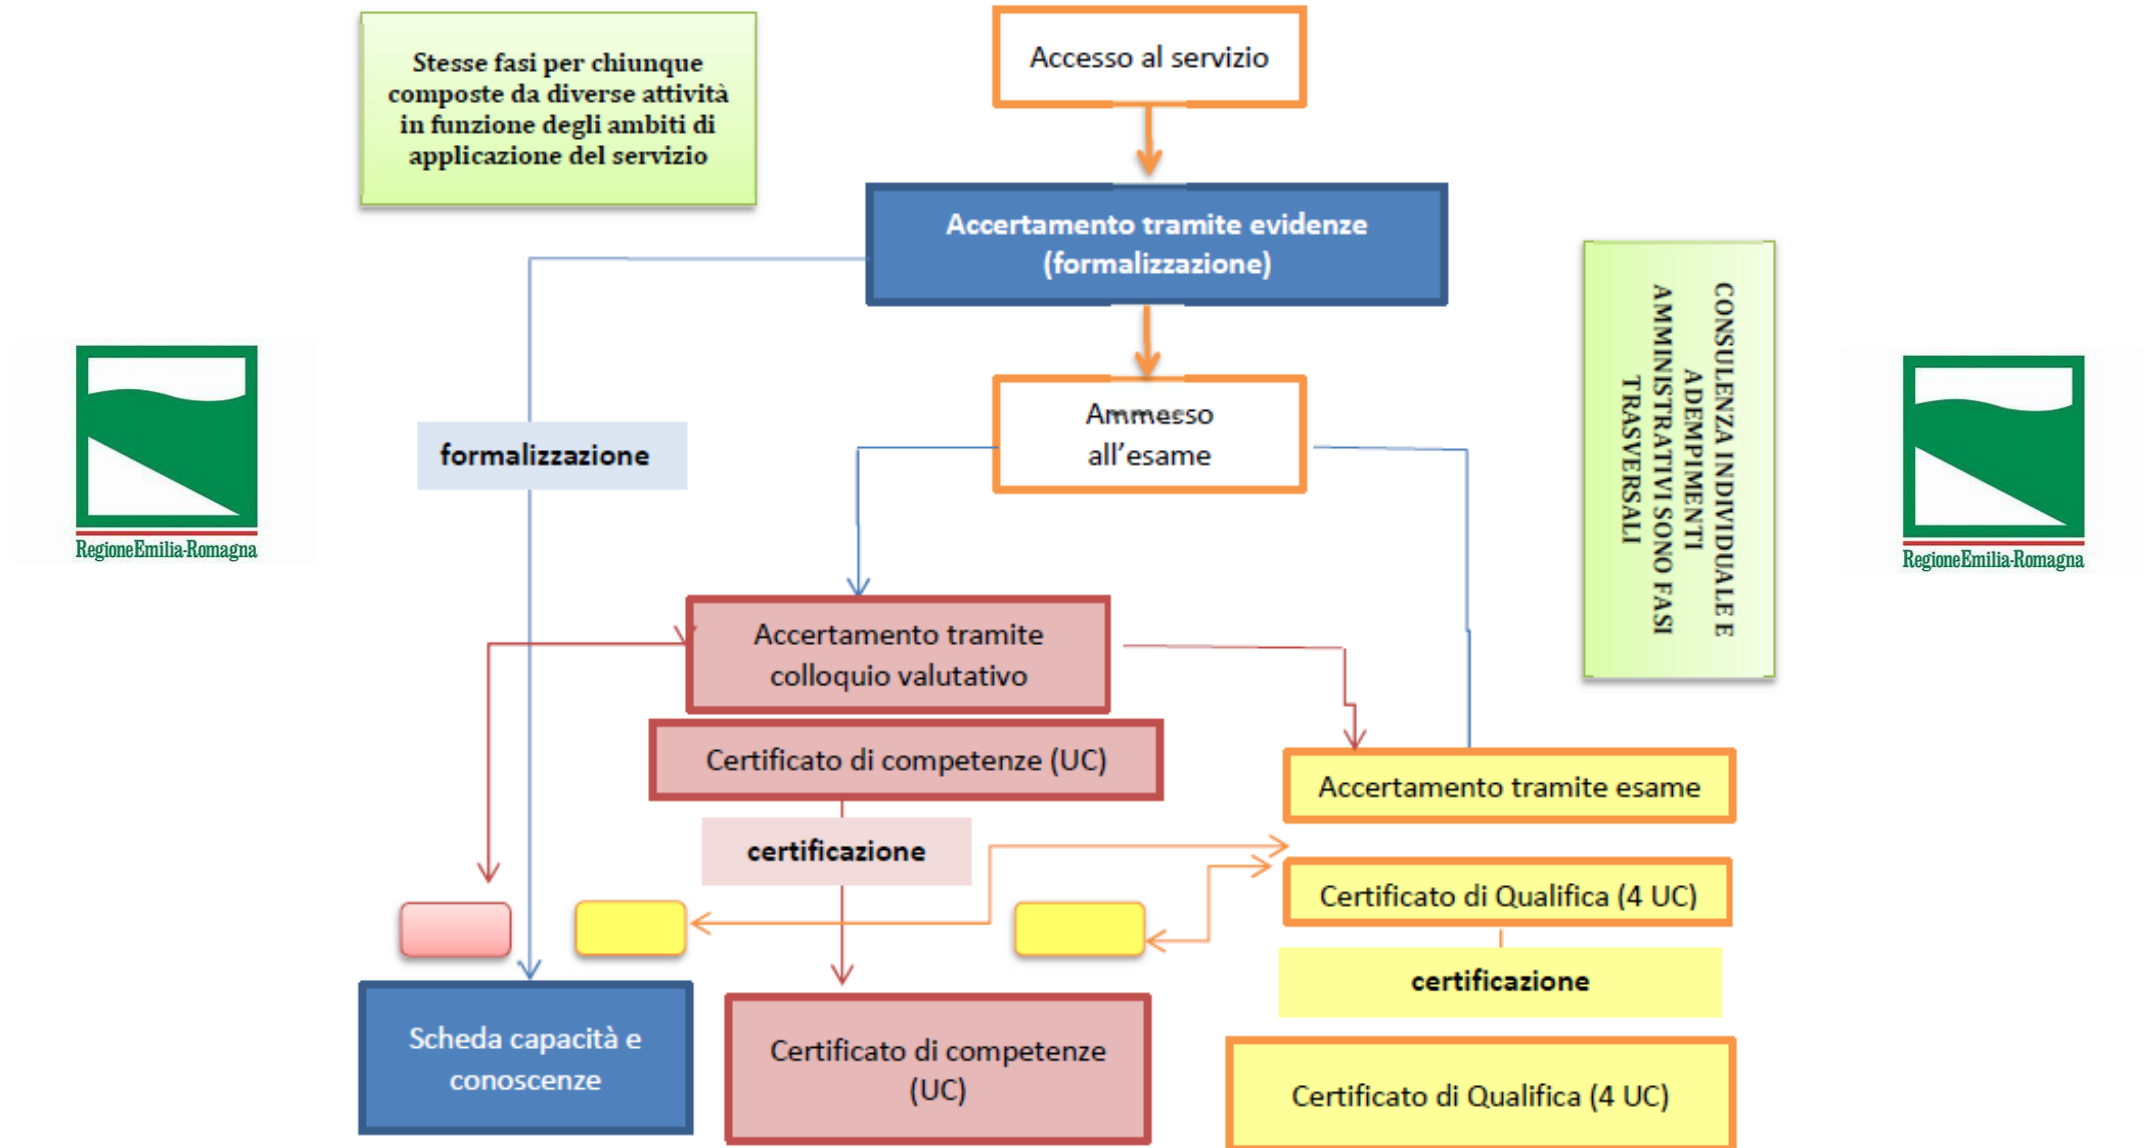 Stesse fasi per chiunque
composte da diverse attività
in funzione degli ambiti di
applicazione del servizio
Accesso al servizio
Accertamento tramite evidenze
(formalizzazione)
CONSULENZA INDIVIDUALE E
ADEMPIMENTI
AMMINISTRATIVI SONO FASI
TRASVERSALI
Ammesso
all'esame
formalizzazione
RegioneEmilia-Romagna
RegioneEmilia-Romagna
Accertamento tramite
colloquio valutativo
Certificato di competenze (UC)
Accertamento tramite esame
certificazione
Certificato di Qualifica (4 UC)
certificazione
Scheda capacità e
conoscenze
Certificato di competenze
(UC)
Certificato di Qualifica (4 UC)